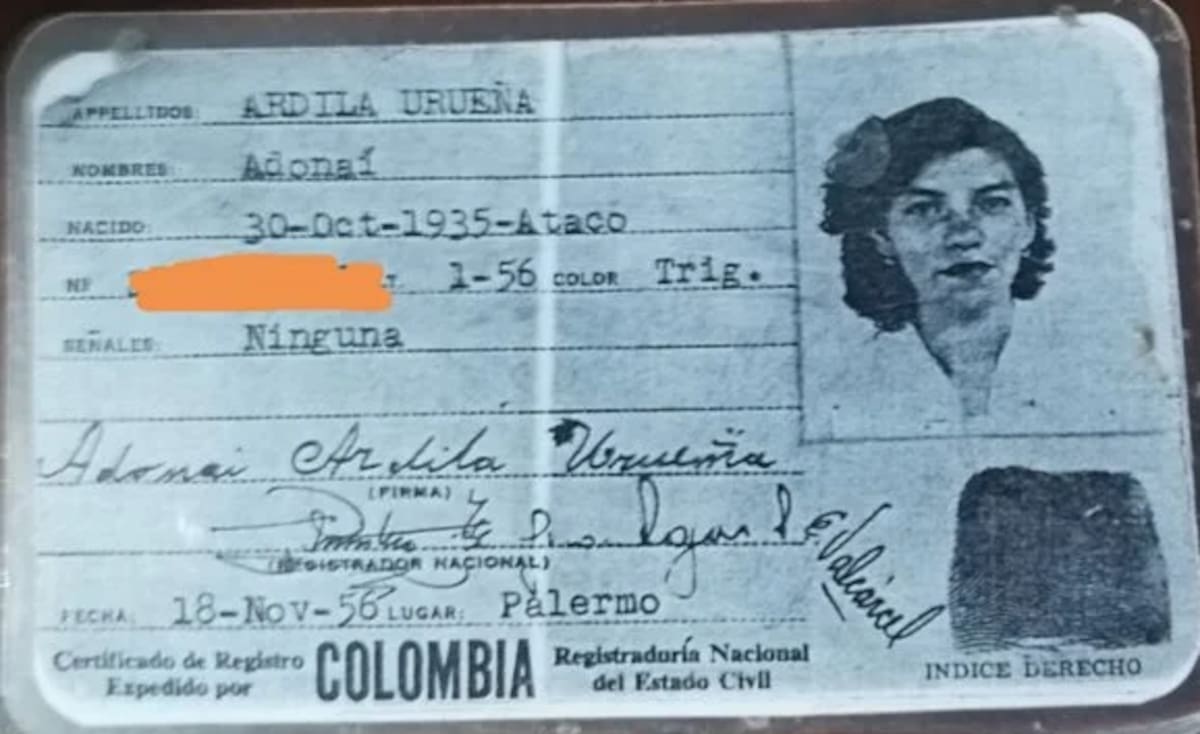 APPELLIDOS: ARDILA URUEÑA
NOMBRES: Adonaí
NACIDO: 30-Oct-1935-Ataco
Nº T. 1-56 COLOR Trig.
SEÑALES: Ninguna
Adonai Ardila Urueña
(FIRMA)
E Valcarcel
(REGISTRADOR NACIONAL)
FECHA: 18-Nov-56 LUGAR: Palermo
Certificado de Registro
Expedido por
COLOMBIA
Registraduría Nacional
del Estado Civil
INDICE DERECHO